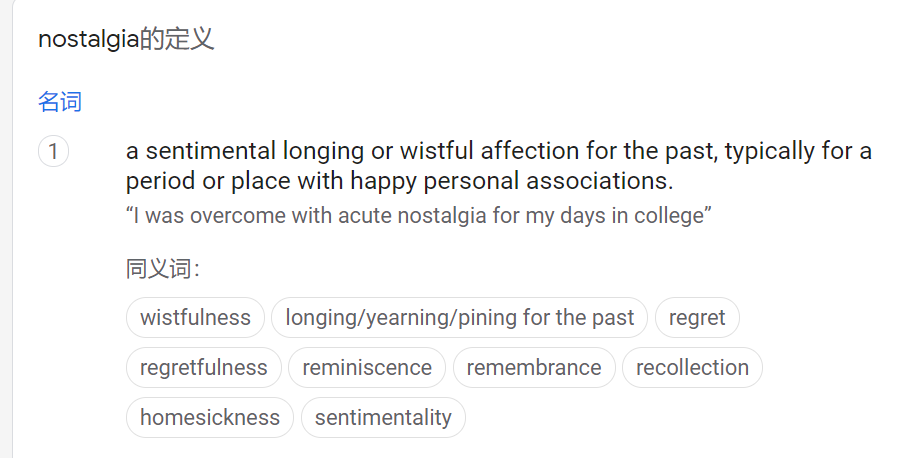 nostalgia的定义
名词
1 a sentimental longing or wistful affection for the past, typically for a
period or place with happy personal associations.
“I was overcome with acute nostalgia for my days in college”
同义词：
wistfulness longing/yearning/pining for the past regret
regretfulness reminiscence remembrance recollection
homesickness sentimentality